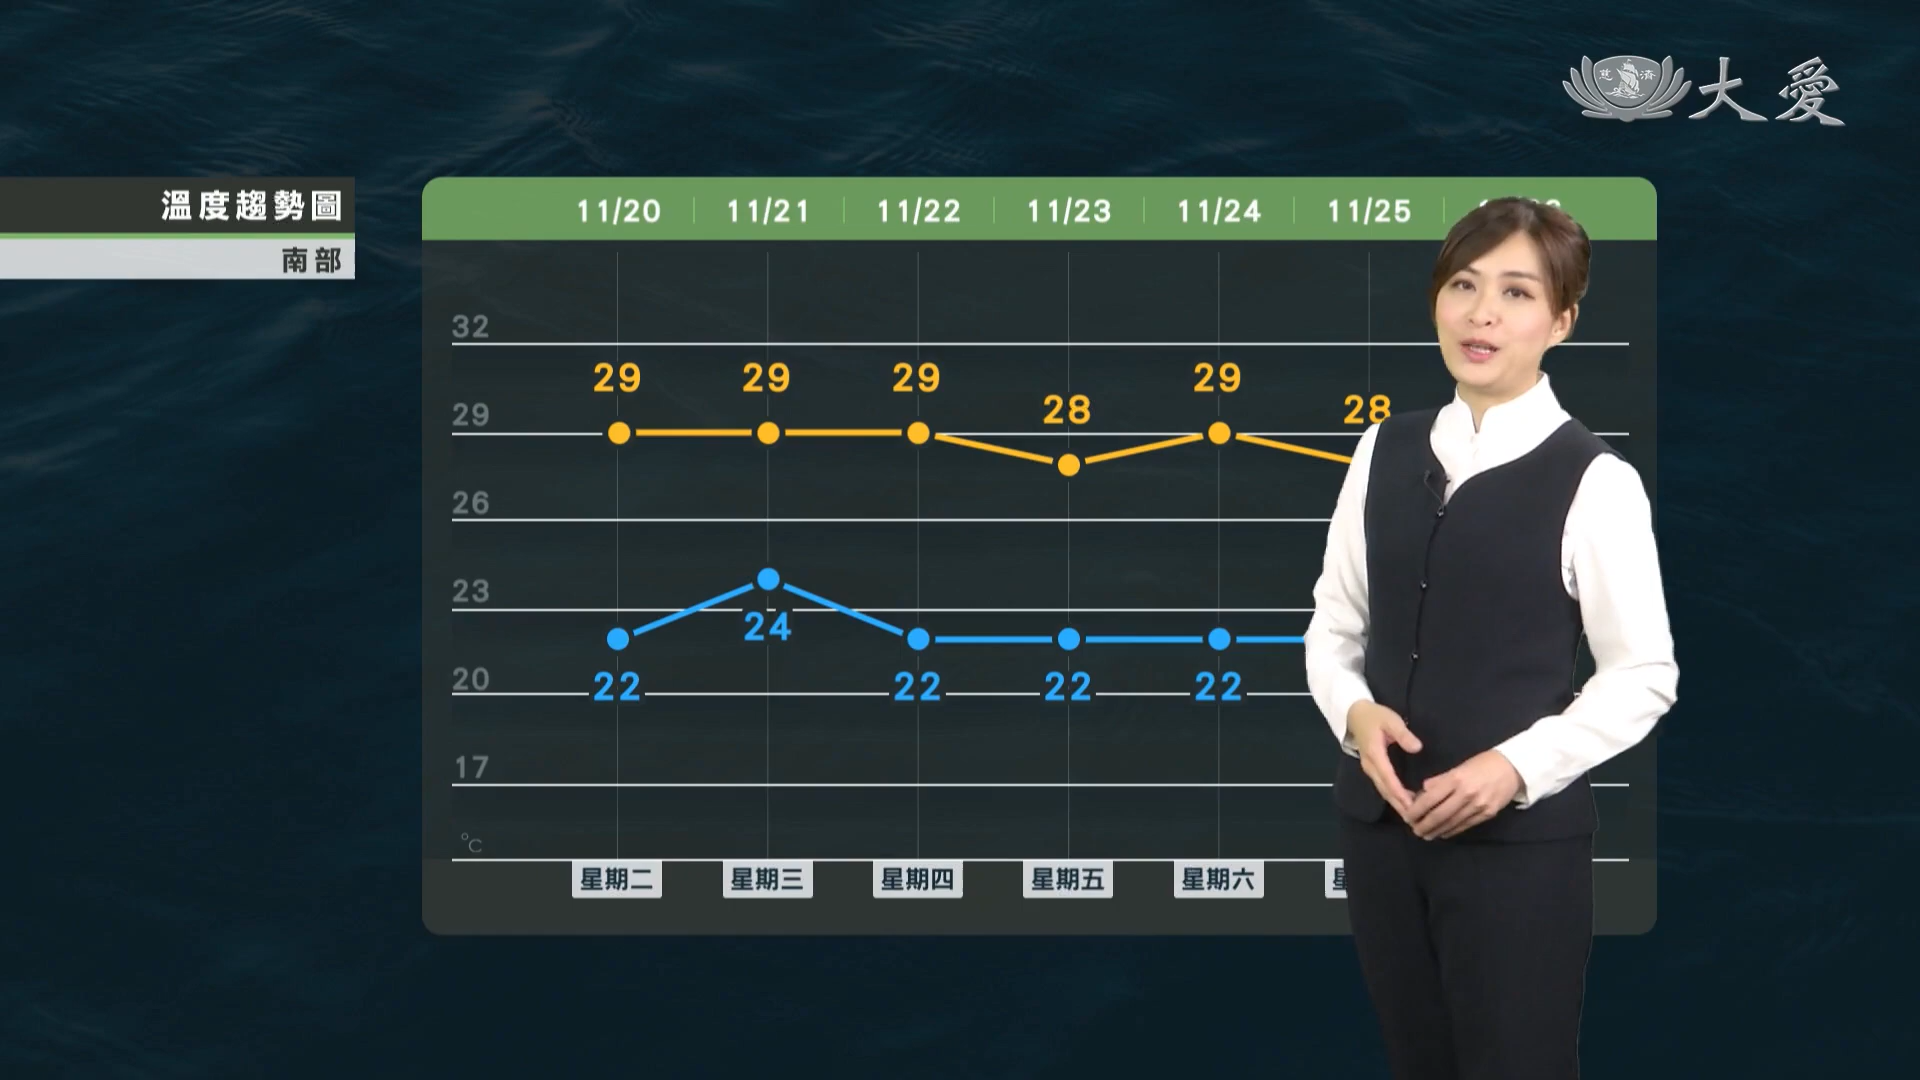 慈濟
大愛
溫度趨勢圖
南部
11/20 11/21 11/22 11/23 11/24 11/25
32
29 29 29 28 29 28
29
26
23
24
20
22 22 22 22
17
°C
星期二 星期三 星期四 星期五 星期六